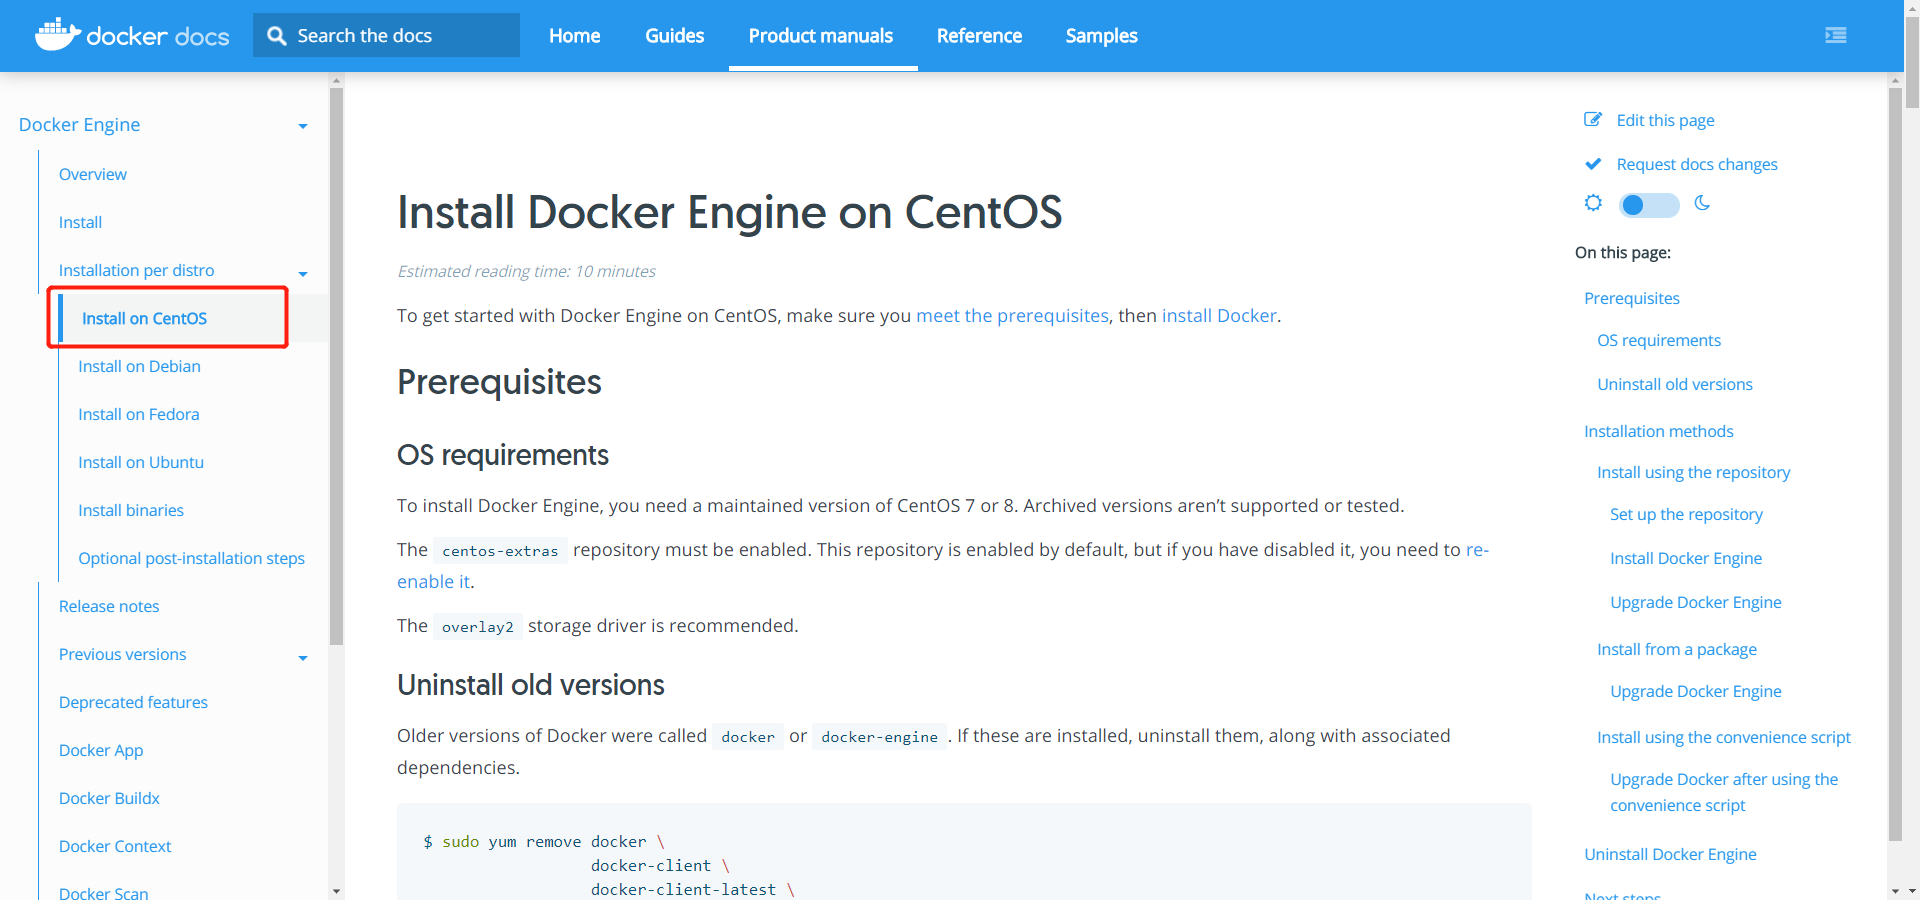 docker docs
Search the docs
Home
Guides
Product manuals
Reference
Samples
Docker Engine
Overview
Install
Installation per distro
Install on CentOS
Install on Debian
Install on Fedora
Install on Ubuntu
Install binaries
Optional post-installation steps
Release notes
Previous versions
Deprecated features
Docker App
Docker Buildx
Docker Context
Docker Scan
Install Docker Engine on CentOS
Estimated reading time: 10 minutes
To get started with Docker Engine on CentOS, make sure you meet the prerequisites, then install Docker.
Prerequisites
OS requirements
To install Docker Engine, you need a maintained version of CentOS 7 or 8. Archived versions aren’t supported or tested.
The centos-extras repository must be enabled. This repository is enabled by default, but if you have disabled it, you need to re-
enable it.
The overlay2 storage driver is recommended.
Uninstall old versions
Older versions of Docker were called docker or docker-engine. If these are installed, uninstall them, along with associated
dependencies.
$ sudo yum remove docker \
docker-client \
docker-client-latest \
Edit this page
Request docs changes
On this page:
Prerequisites
OS requirements
Uninstall old versions
Installation methods
Install using the repository
Set up the repository
Install Docker Engine
Upgrade Docker Engine
Install from a package
Upgrade Docker Engine
Install using the convenience script
Upgrade Docker after using the
convenience script
Uninstall Docker Engine
Next steps